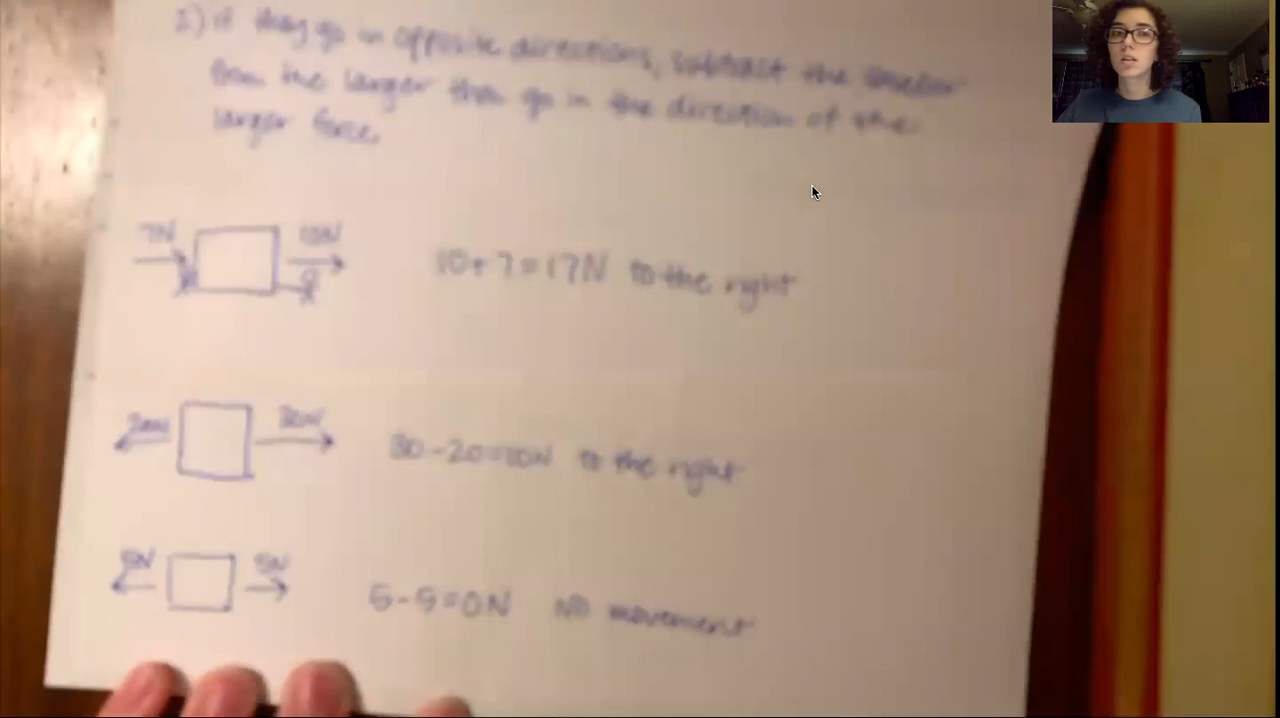 2) if they go in opposite directions, subtract the smaller
from the larger then go in the direction of the
larger force.
7N 10N 10+7=17N to the right
20N 30N 30-20=10N to the right
5N 5N 5-5=0N No movement